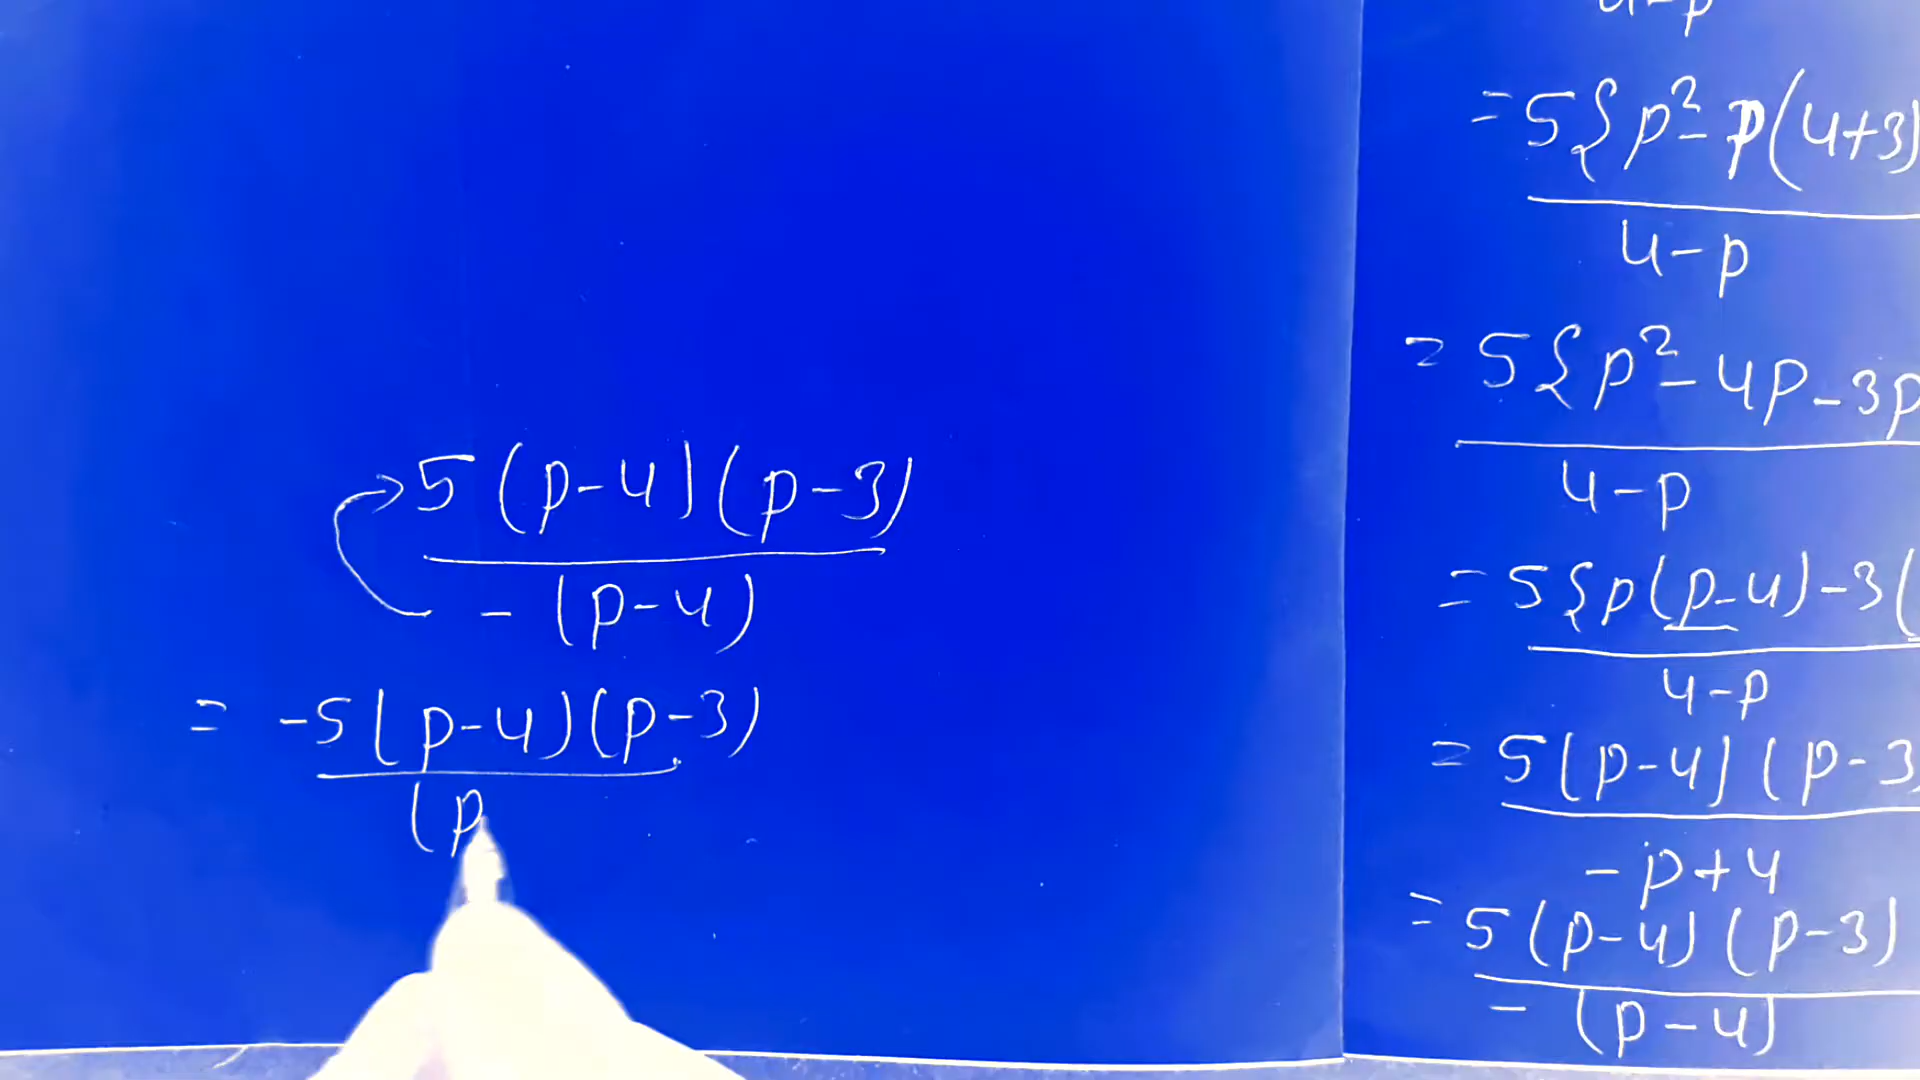 5(p-4)(p-3)
-(p-4)
= -5(p-4)(p-3)
(p
4-p
=5{p²-p(4+3)
4-p
=5{p²-4p-3p
4-p
=5{p(p-4)-3(
4-p
=5(p-4)(p-3
-p+4
=5(p-4)(p-3)
-(p-4)